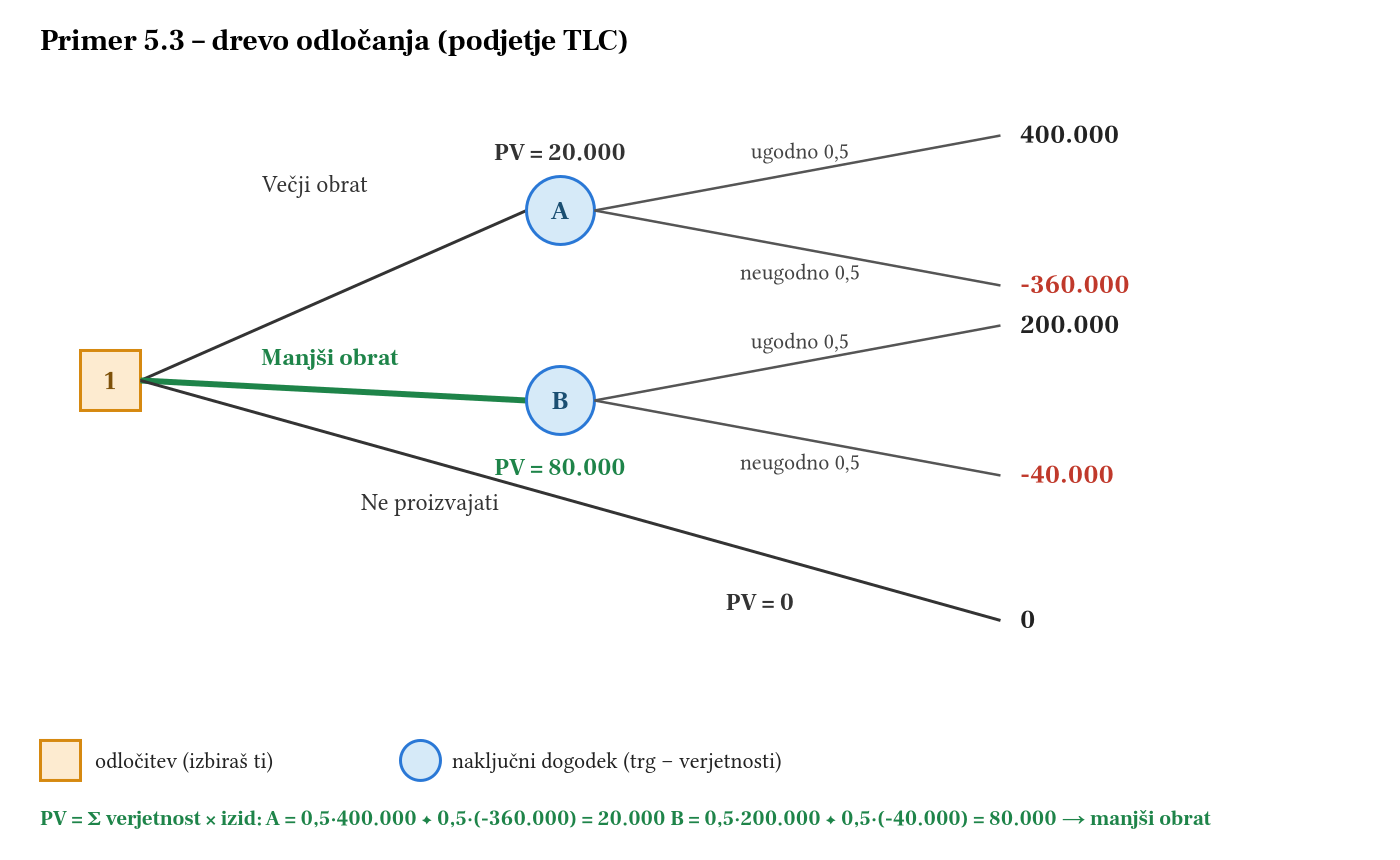 Primer 5.3 – drevo odločanja (podjetje TLC)
400.000
ugodno 0,5
PV = 20.000
Večji obrat
A
neugodno 0,5
-360.000
200.000
ugodno 0,5
Manjši obrat
1
B
neugodno 0,5
PV = 80.000
-40.000
Ne proizvajati
PV = 0
0
odločitev (izbiraš ti)
naključni dogodek (trg – verjetnosti)
PV = Σ verjetnost × izid: A = 0,5·400.000 + 0,5·(-360.000) = 20.000 B = 0,5·200.000 + 0,5·(-40.000) = 80.000 → manjši obrat